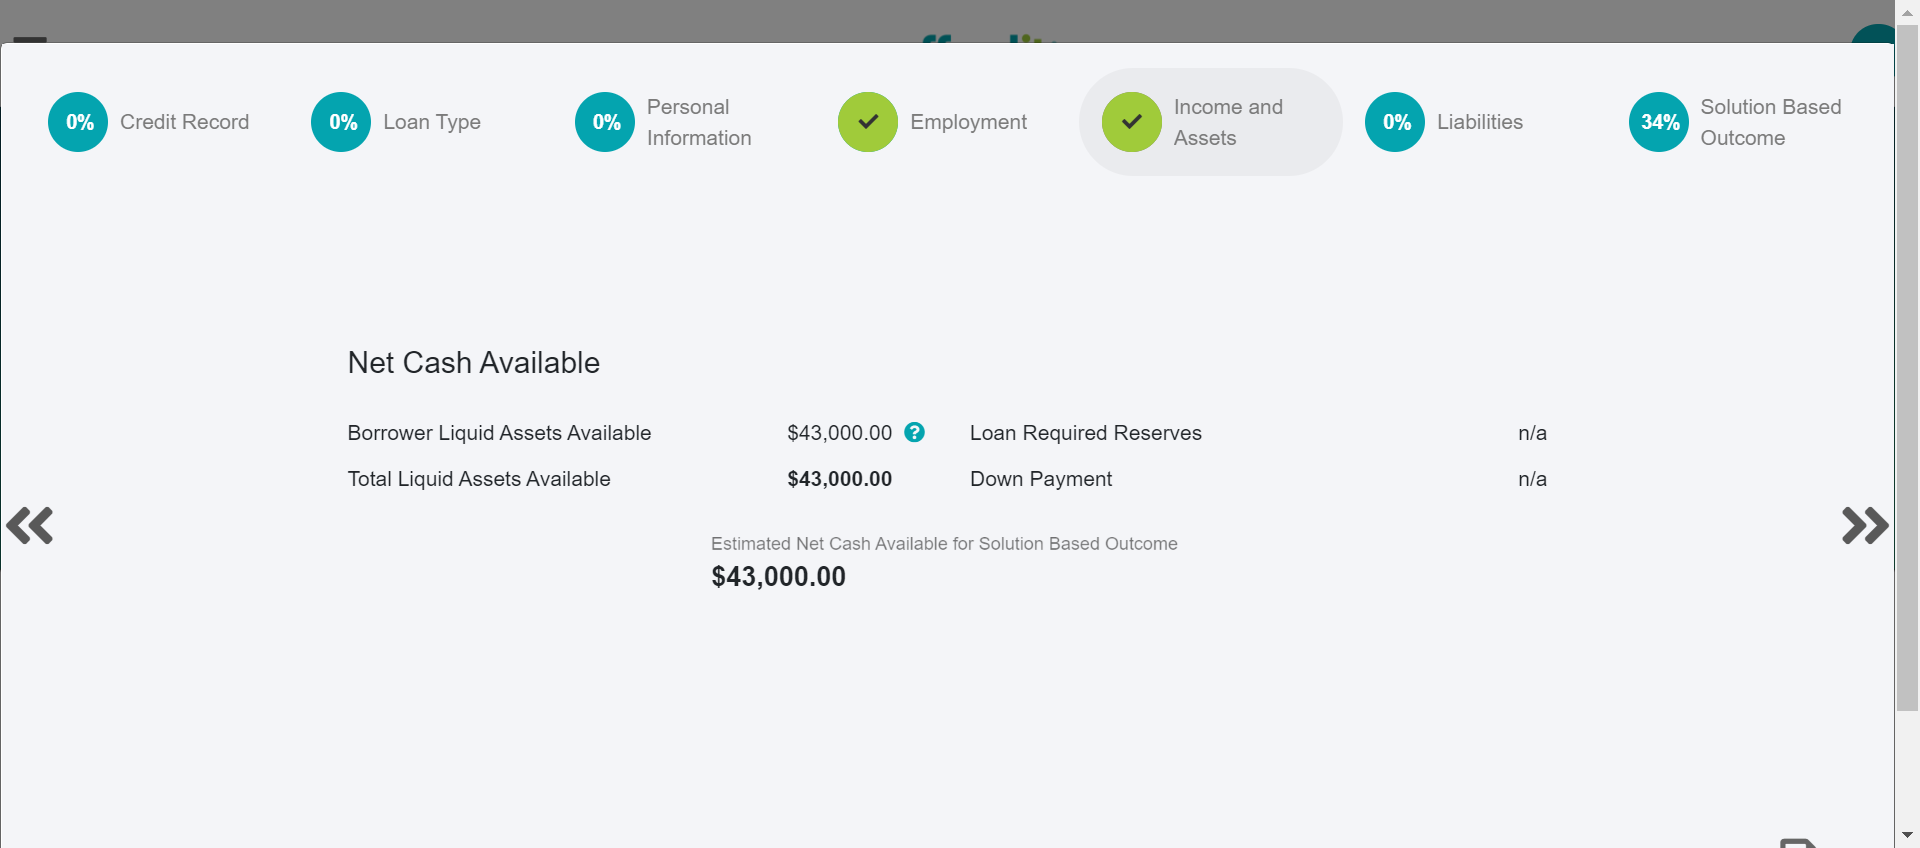 0% Credit Record
0% Loan Type
0% Personal
Information
Employment
Income and
Assets
0% Liabilities
34% Solution Based
Outcome
Net Cash Available
Borrower Liquid Assets Available $43,000.00 ? Loan Required Reserves n/a
Total Liquid Assets Available $43,000.00 Down Payment n/a
Estimated Net Cash Available for Solution Based Outcome
$43,000.00